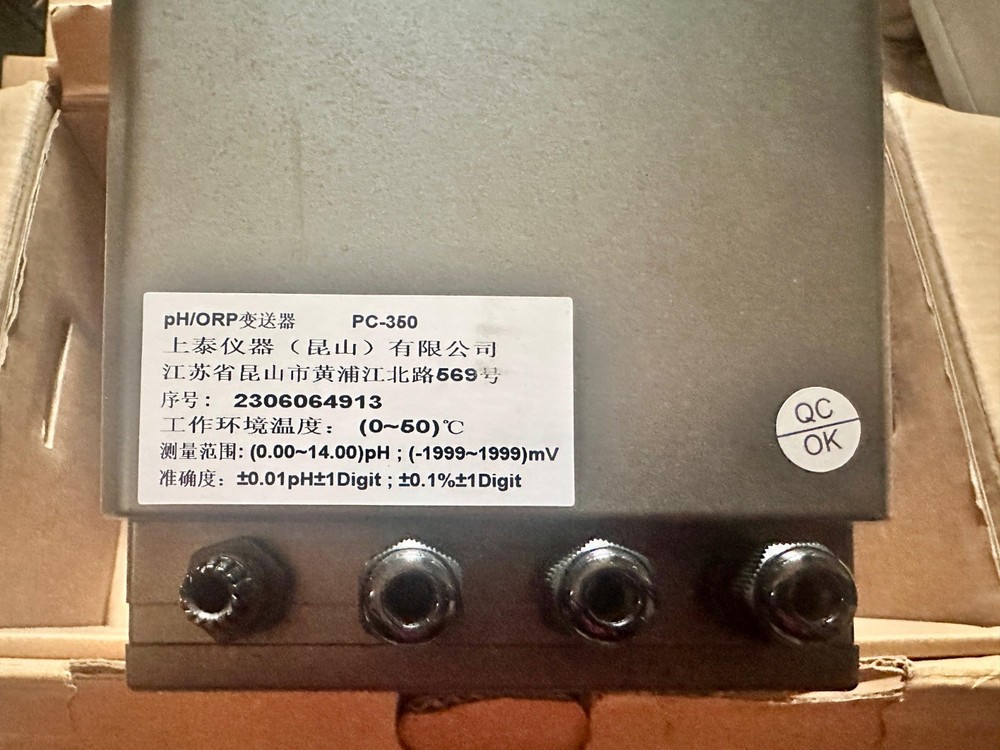 pH/ORP变送器 PC-350
上泰仪器（昆山）有限公司
江苏省昆山市黄浦江北路569号
序号： 2306064913
工作环境温度： (0~50)℃
测量范围: (0.00~14.00)pH ; (-1999~1999)mV
准确度： ±0.01pH±1Digit ; ±0.1%±1Digit
QC
OK